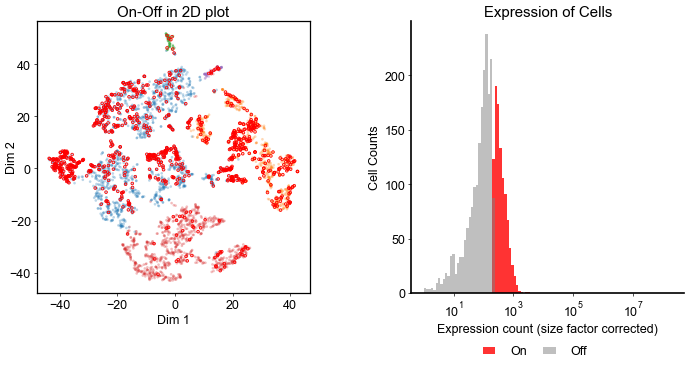 On-Off in 2D plot
Dim 2
40
20
0
−20
−40
−40 −20 0 20 40
Dim 1
Expression of Cells
Cell Counts
200
150
100
50
0
10^1 10^3 10^5 10^7
Expression count (size factor corrected)
On Off